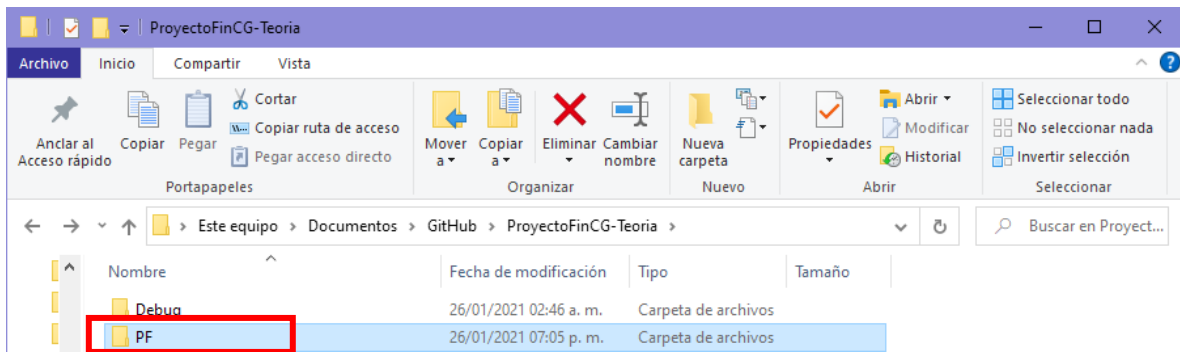 ProyectoFinCG-Teoria
Archivo Inicio Compartir Vista
Anclar al Acceso rápido
Copiar
Pegar
Cortar
Copiar ruta de acceso
Pegar acceso directo
Portapapeles
Mover a
Copiar a
Eliminar
Cambiar nombre
Organizar
Nueva carpeta
Nuevo
Propiedades
Abrir
Modificar
Historial
Abrir
Seleccionar todo
No seleccionar nada
Invertir selección
Seleccionar
Este equipo > Documentos > GitHub > ProyectoFinCG-Teoria >
Buscar en Proyect...
Nombre Fecha de modificación Tipo Tamaño
Debug 26/01/2021 02:46 a. m. Carpeta de archivos
PF 26/01/2021 07:05 p. m. Carpeta de archivos